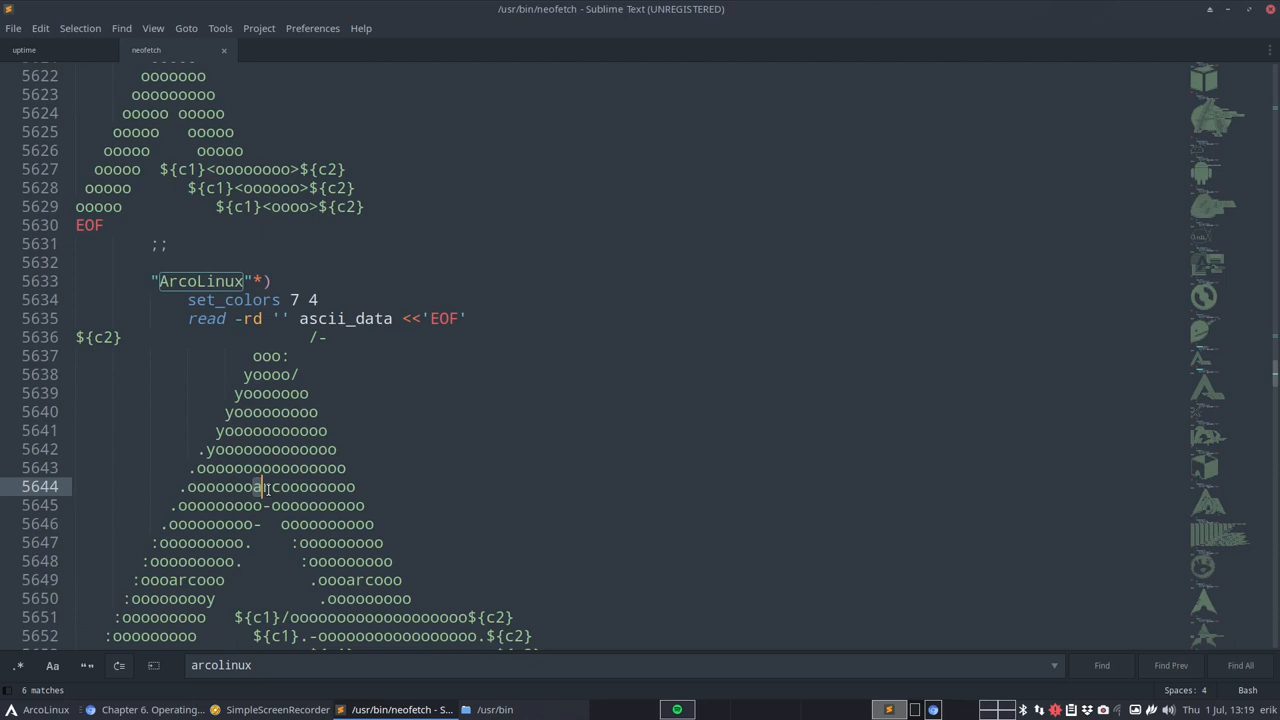 /usr/bin/neofetch - Sublime Text (UNREGISTERED)
File Edit Selection Find View Goto Tools Project Preferences Help
uptime neofetch
5622 ooooooo
5623 ooooooooo
5624 ooooo ooooo
5625 ooooo ooooo
5626 ooooo ooooo
5627 ooooo ${c1}<oooooooo>${c2}
5628 ooooo ${c1}<oooooo>${c2}
5629 ooooo ${c1}<oooo>${c2}
5630 EOF
5631 ;;
5632
5633 "ArcoLinux"*)
5634 set_colors 7 4
5635 read -rd '' ascii_data <<'EOF'
5636 ${c2} /-
5637 ooo:
5638 yoooo/
5639 yooooooo
5640 yooooooooo
5641 yooooooooooo
5642 .yooooooooooooo
5643 .oooooooooooooooo
5644 .oooooooarcoooooooo
5645 .ooooooooo-oooooooooo
5646 .ooooooooo- oooooooooo
5647 :ooooooooo. :ooooooooo
5648 :ooooooooo. :ooooooooo
5649 :oooarcooo .oooarcooo
5650 :ooooooooy .ooooooooo
5651 :ooooooooo ${c1}/ooooooooooooooooooo${c2}
5652 :ooooooooo ${c1}.-ooooooooooooooooo.${c2}
.* Aa “” arcolinux Find Find Prev Find All
6 matches Spaces: 4 Bash
ArcoLinux Chapter 6. Operating... SimpleScreenRecorder /usr/bin/neofetch - S... /usr/bin Thu 1 Jul, 13:19 erik